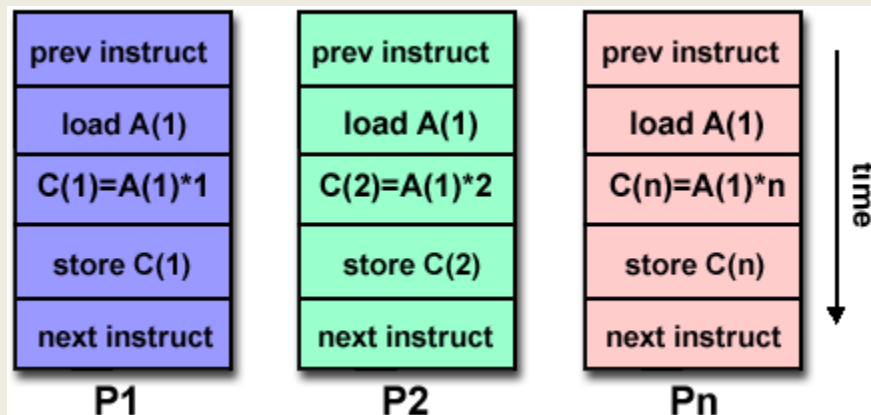 prev instruct
load A(1)
C(1)=A(1)*1
store C(1)
next instruct
P1
prev instruct
load A(1)
C(2)=A(1)*2
store C(2)
next instruct
P2
prev instruct
load A(1)
C(n)=A(1)*n
store C(n)
next instruct
Pn
time